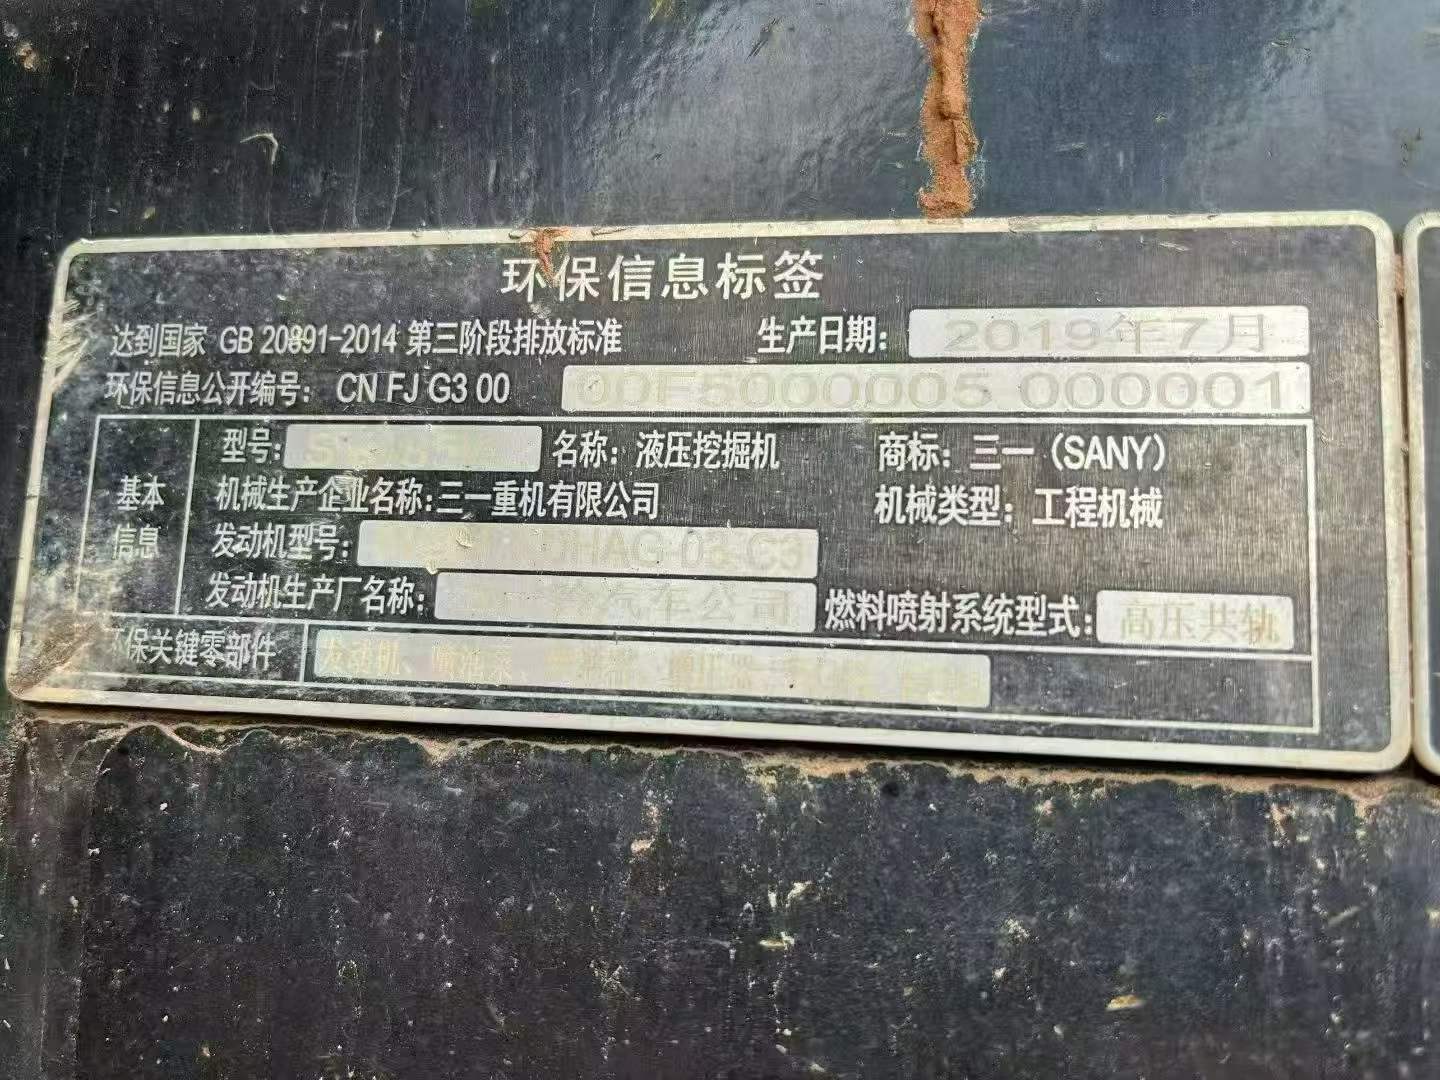 环保信息标签
达到国家 GB 20891-2014 第三阶段排放标准 生产日期: 2019年7月
环保信息公开编号: CN FJ G3 00 00F5000005 000001
基本信息
型号: 名称: 液压挖掘机 商标: 三一 (SANY)
机械生产企业名称: 三一重机有限公司 机械类型: 工程机械
发动机型号:
发动机生产厂名称: 汽车公司 燃料喷射系统型式: 高压共轨
环保关键零部件 发动机、喷油泵、 增压器